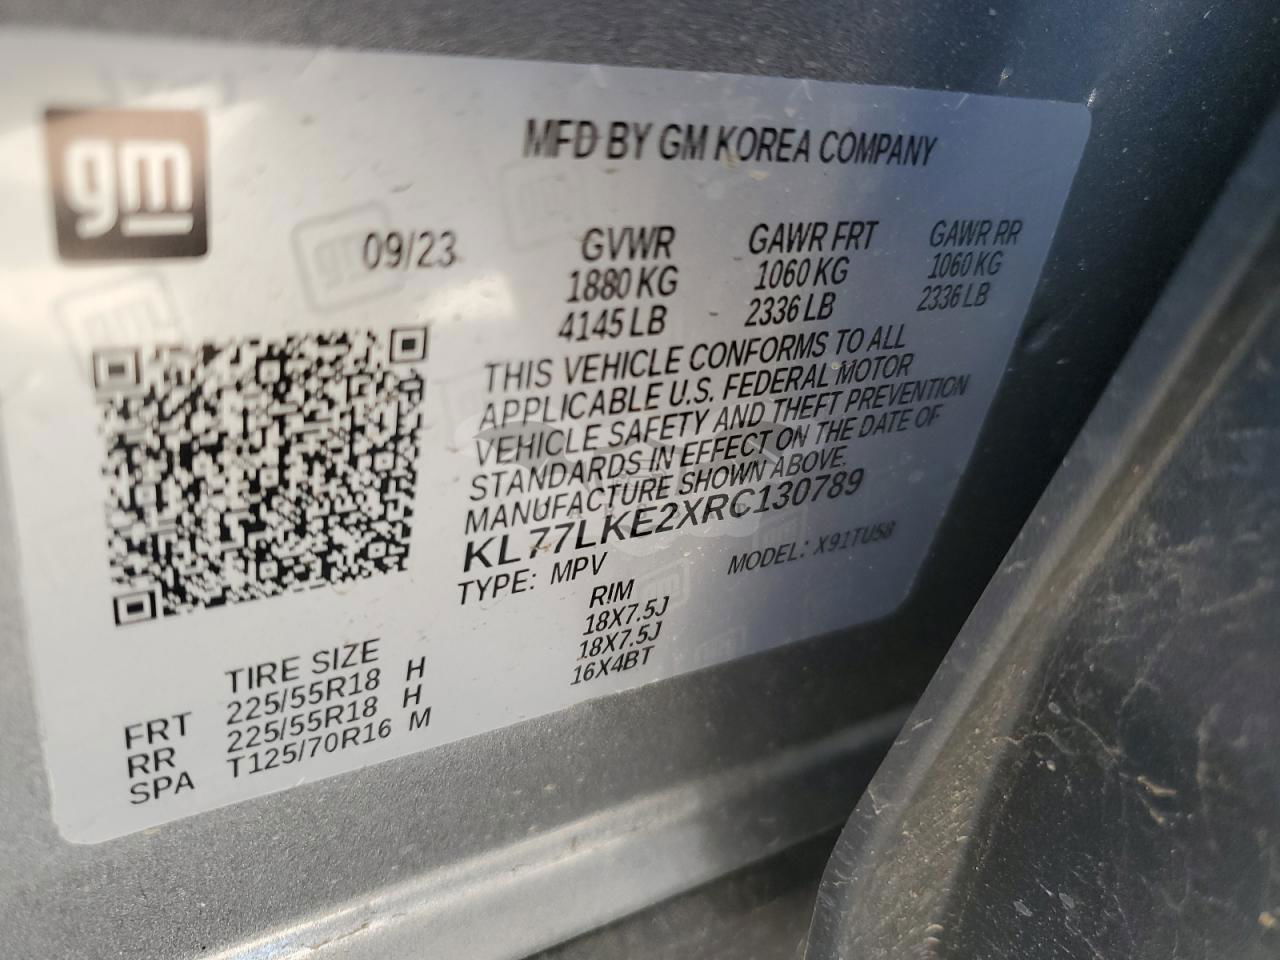 gm
MFD BY GM KOREA COMPANY
09/23 GVWR GAWR FRT GAWR RR
1880 KG 1060 KG 1060 KG
4145 LB 2336 LB 2336 LB
THIS VEHICLE CONFORMS TO ALL
APPLICABLE U.S. FEDERAL MOTOR
VEHICLE SAFETY AND THEFT PREVENTION
STANDARDS IN EFFECT ON THE DATE OF
MANUFACTURE SHOWN ABOVE.
KL77LKE2XRC130789
TYPE: MPV MODEL: X91TU58
TIRE SIZE RIM
FRT 225/55R18 H 18X7.5J
RR 225/55R18 H 18X7.5J
SPA T125/70R16 M 16X4BT